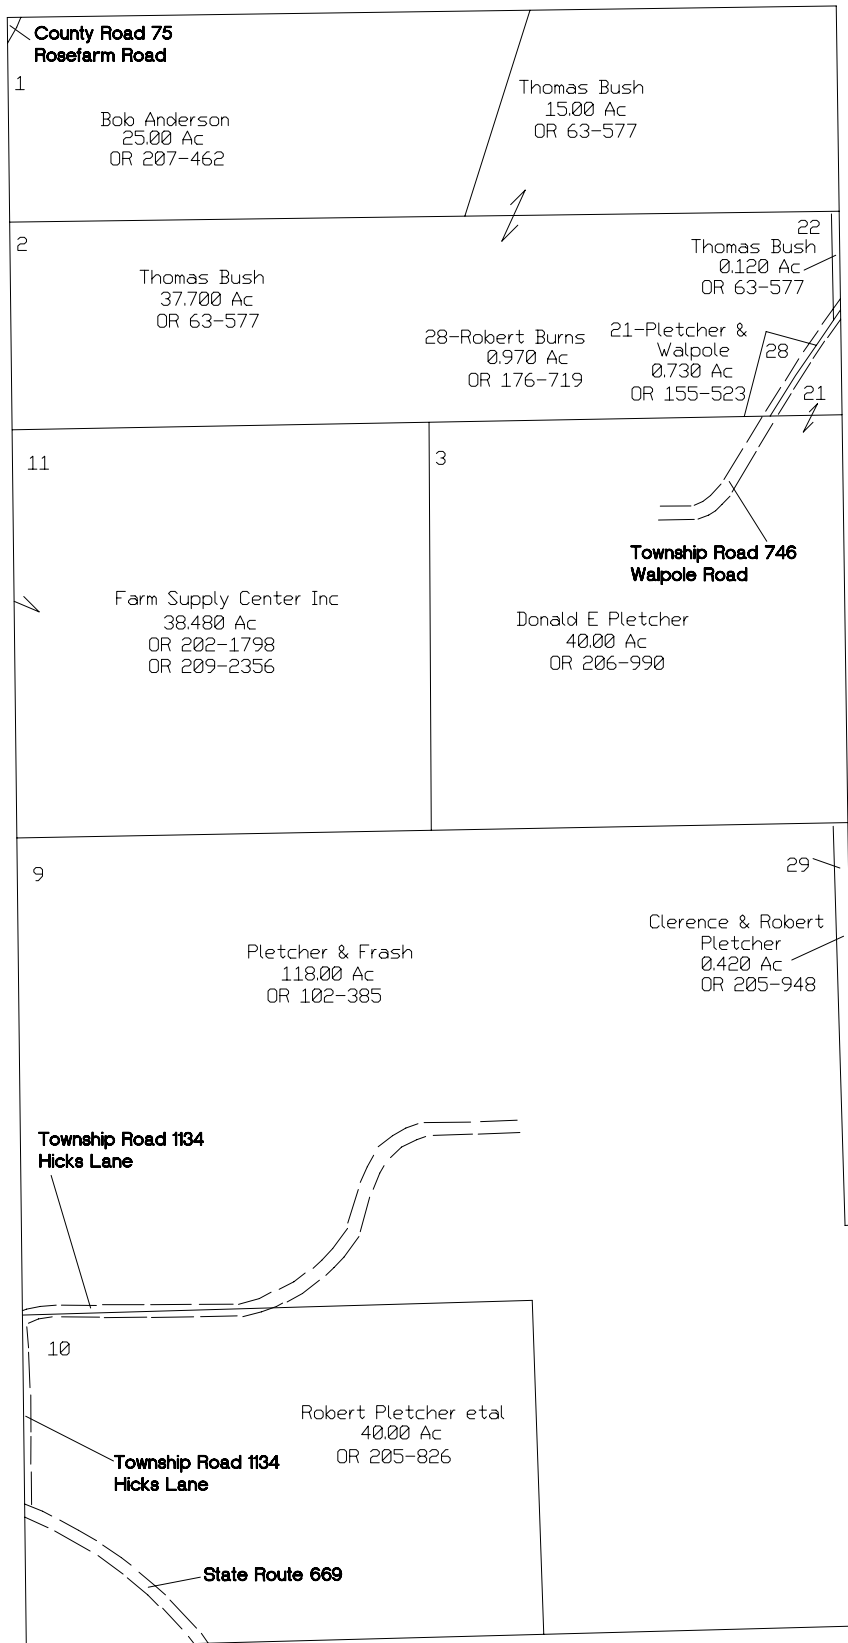 County Road 75
Rosefarm Road
1
Bob Anderson
25.00 Ac
OR 207-462
Thomas Bush
15.00 Ac
OR 63-577
2
Thomas Bush
37.700 Ac
OR 63-577
22
Thomas Bush
0.120 Ac
OR 63-577
28-Robert Burns
0.970 Ac
OR 176-719
21-Pletcher &
Walpole
0.730 Ac
OR 155-523
28
21
11
3
Township Road 746
Walpole Road
Farm Supply Center Inc
38.480 Ac
OR 202-1798
OR 209-2356
Donald E Pletcher
40.00 Ac
OR 206-990
9
29
Clerence & Robert
Pletcher
0.420 Ac
OR 205-948
Pletcher & Frash
118.00 Ac
OR 102-385
Township Road 1134
Hicks Lane
10
Robert Pletcher etal
40.00 Ac
OR 205-826
Township Road 1134
Hicks Lane
State Route 669